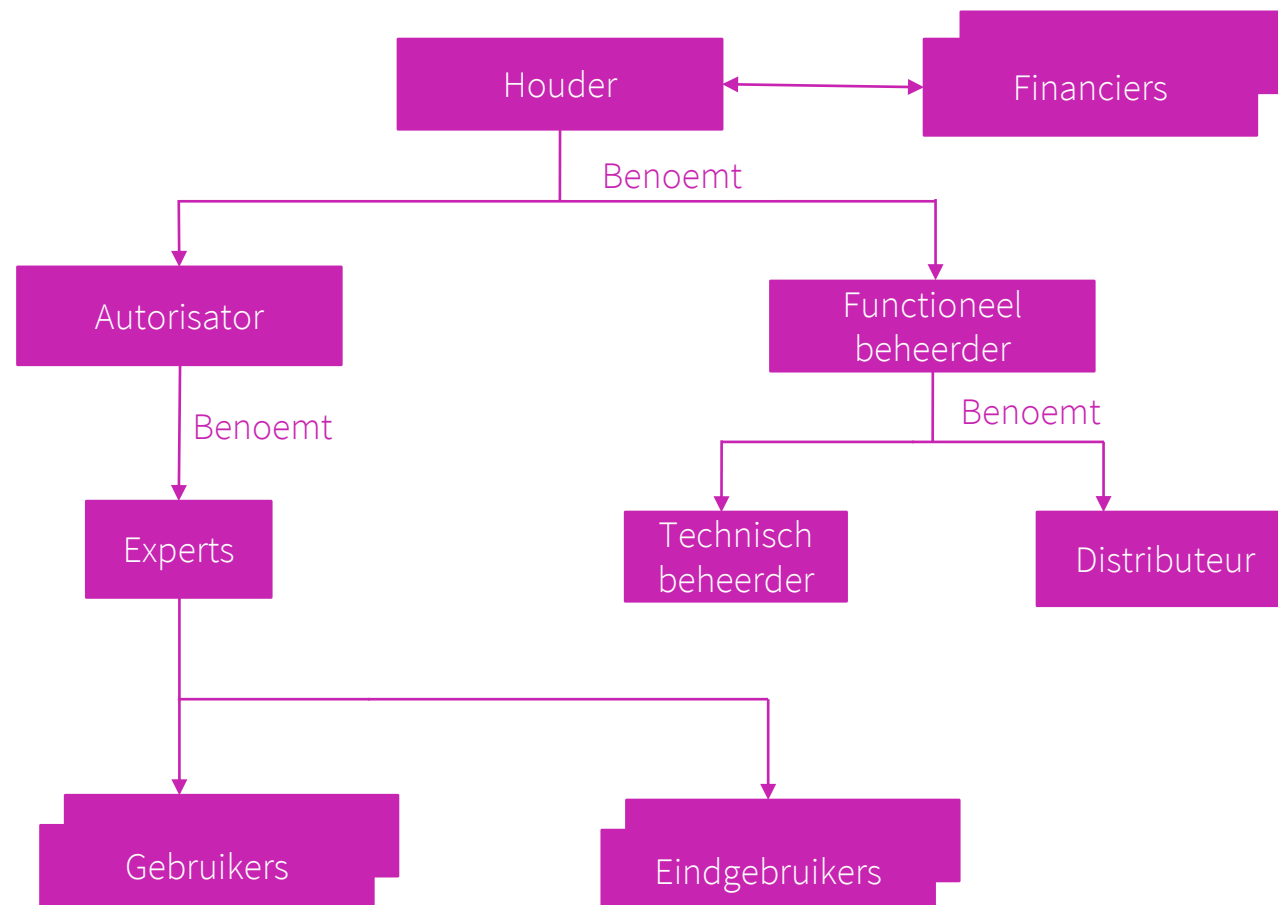 Houder
Financiers
Benoemt
Autorisator
Functioneel
beheerder
Benoemt
Benoemt
Experts
Technisch
beheerder
Distributeur
Gebruikers
Eindgebruikers